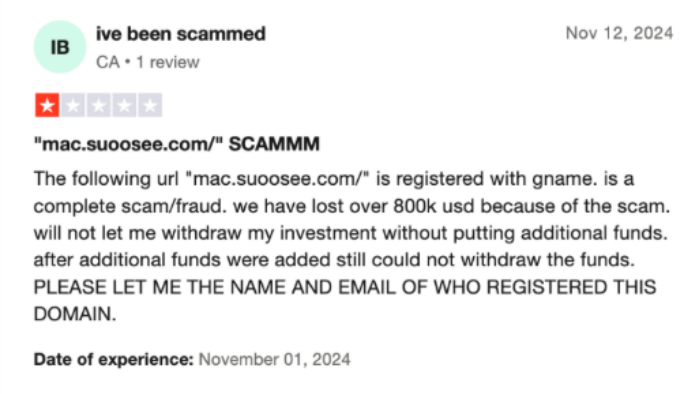 IB
ive been scammed
Nov 12, 2024
CA • 1 review
"mac.suoosee.com/" SCAMMM
The following url "mac.suoosee.com/" is registered with gname. is a
complete scam/fraud. we have lost over 800k usd because of the scam.
will not let me withdraw my investment without putting additional funds.
after additional funds were added still could not withdraw the funds.
PLEASE LET ME THE NAME AND EMAIL OF WHO REGISTERED THIS
DOMAIN.
Date of experience: November 01, 2024